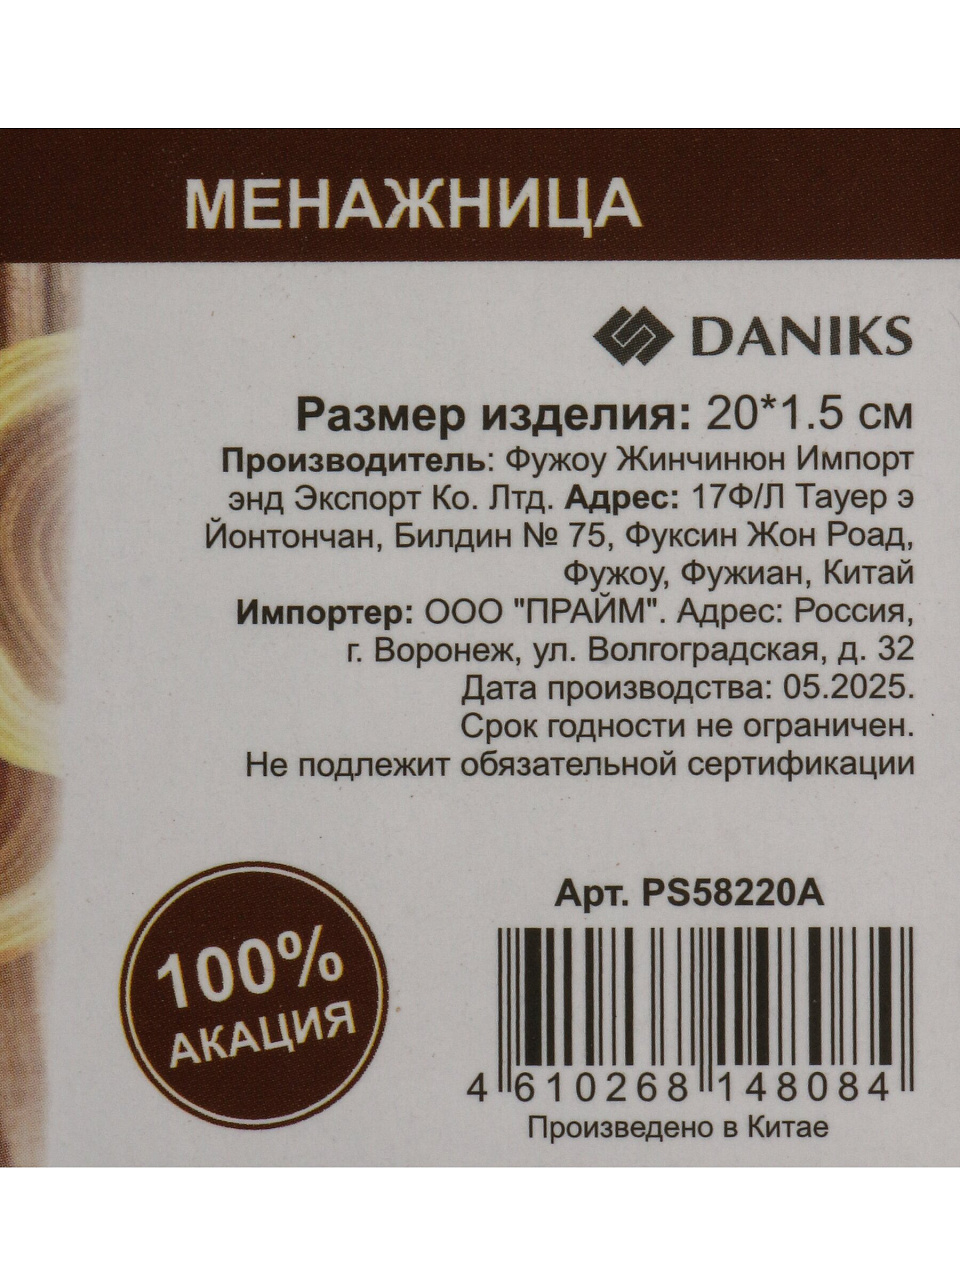 МЕНАЖНИЦА
DANIKS
Размер изделия: 20*1.5 см
Производитель: Фужоу Жинчинюн Импорт
энд Экспорт Ко. Лтд. Адрес: 17Ф/Л Тауер э
Йонтончан, Билдин № 75, Фуксин Жон Роад,
Фужоу, Фужиан, Китай
Импортер: ООО "ПРАЙМ". Адрес: Россия,
г. Воронеж, ул. Волгоградская, д. 32
Дата производства: 05.2025.
Срок годности не ограничен.
Не подлежит обязательной сертификации
100%
АКАЦИЯ
Арт. PS58220A
4 610268 148084
Произведено в Китае